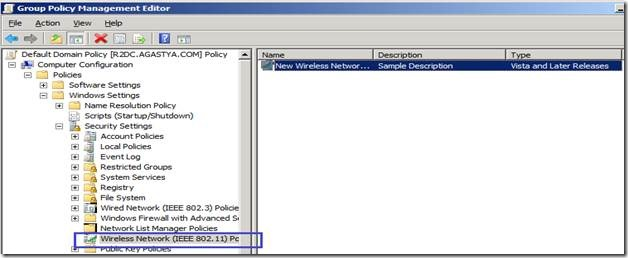 Group Policy Management Editor
File Action View Help
Default Domain Policy [R2DC.AGASTYA.COM] Policy
Computer Configuration
Policies
Software Settings
Windows Settings
Name Resolution Policy
Scripts (Startup/Shutdown)
Security Settings
Account Policies
Local Policies
Event Log
Restricted Groups
System Services
Registry
File System
Wired Network (IEEE 802.3) Policie
Windows Firewall with Advanced Se
Network List Manager Policies
Wireless Network (IEEE 802.11) Po
Public Key Policies
Name Description Type
New Wireless Networ... Sample Description Vista and Later Releases